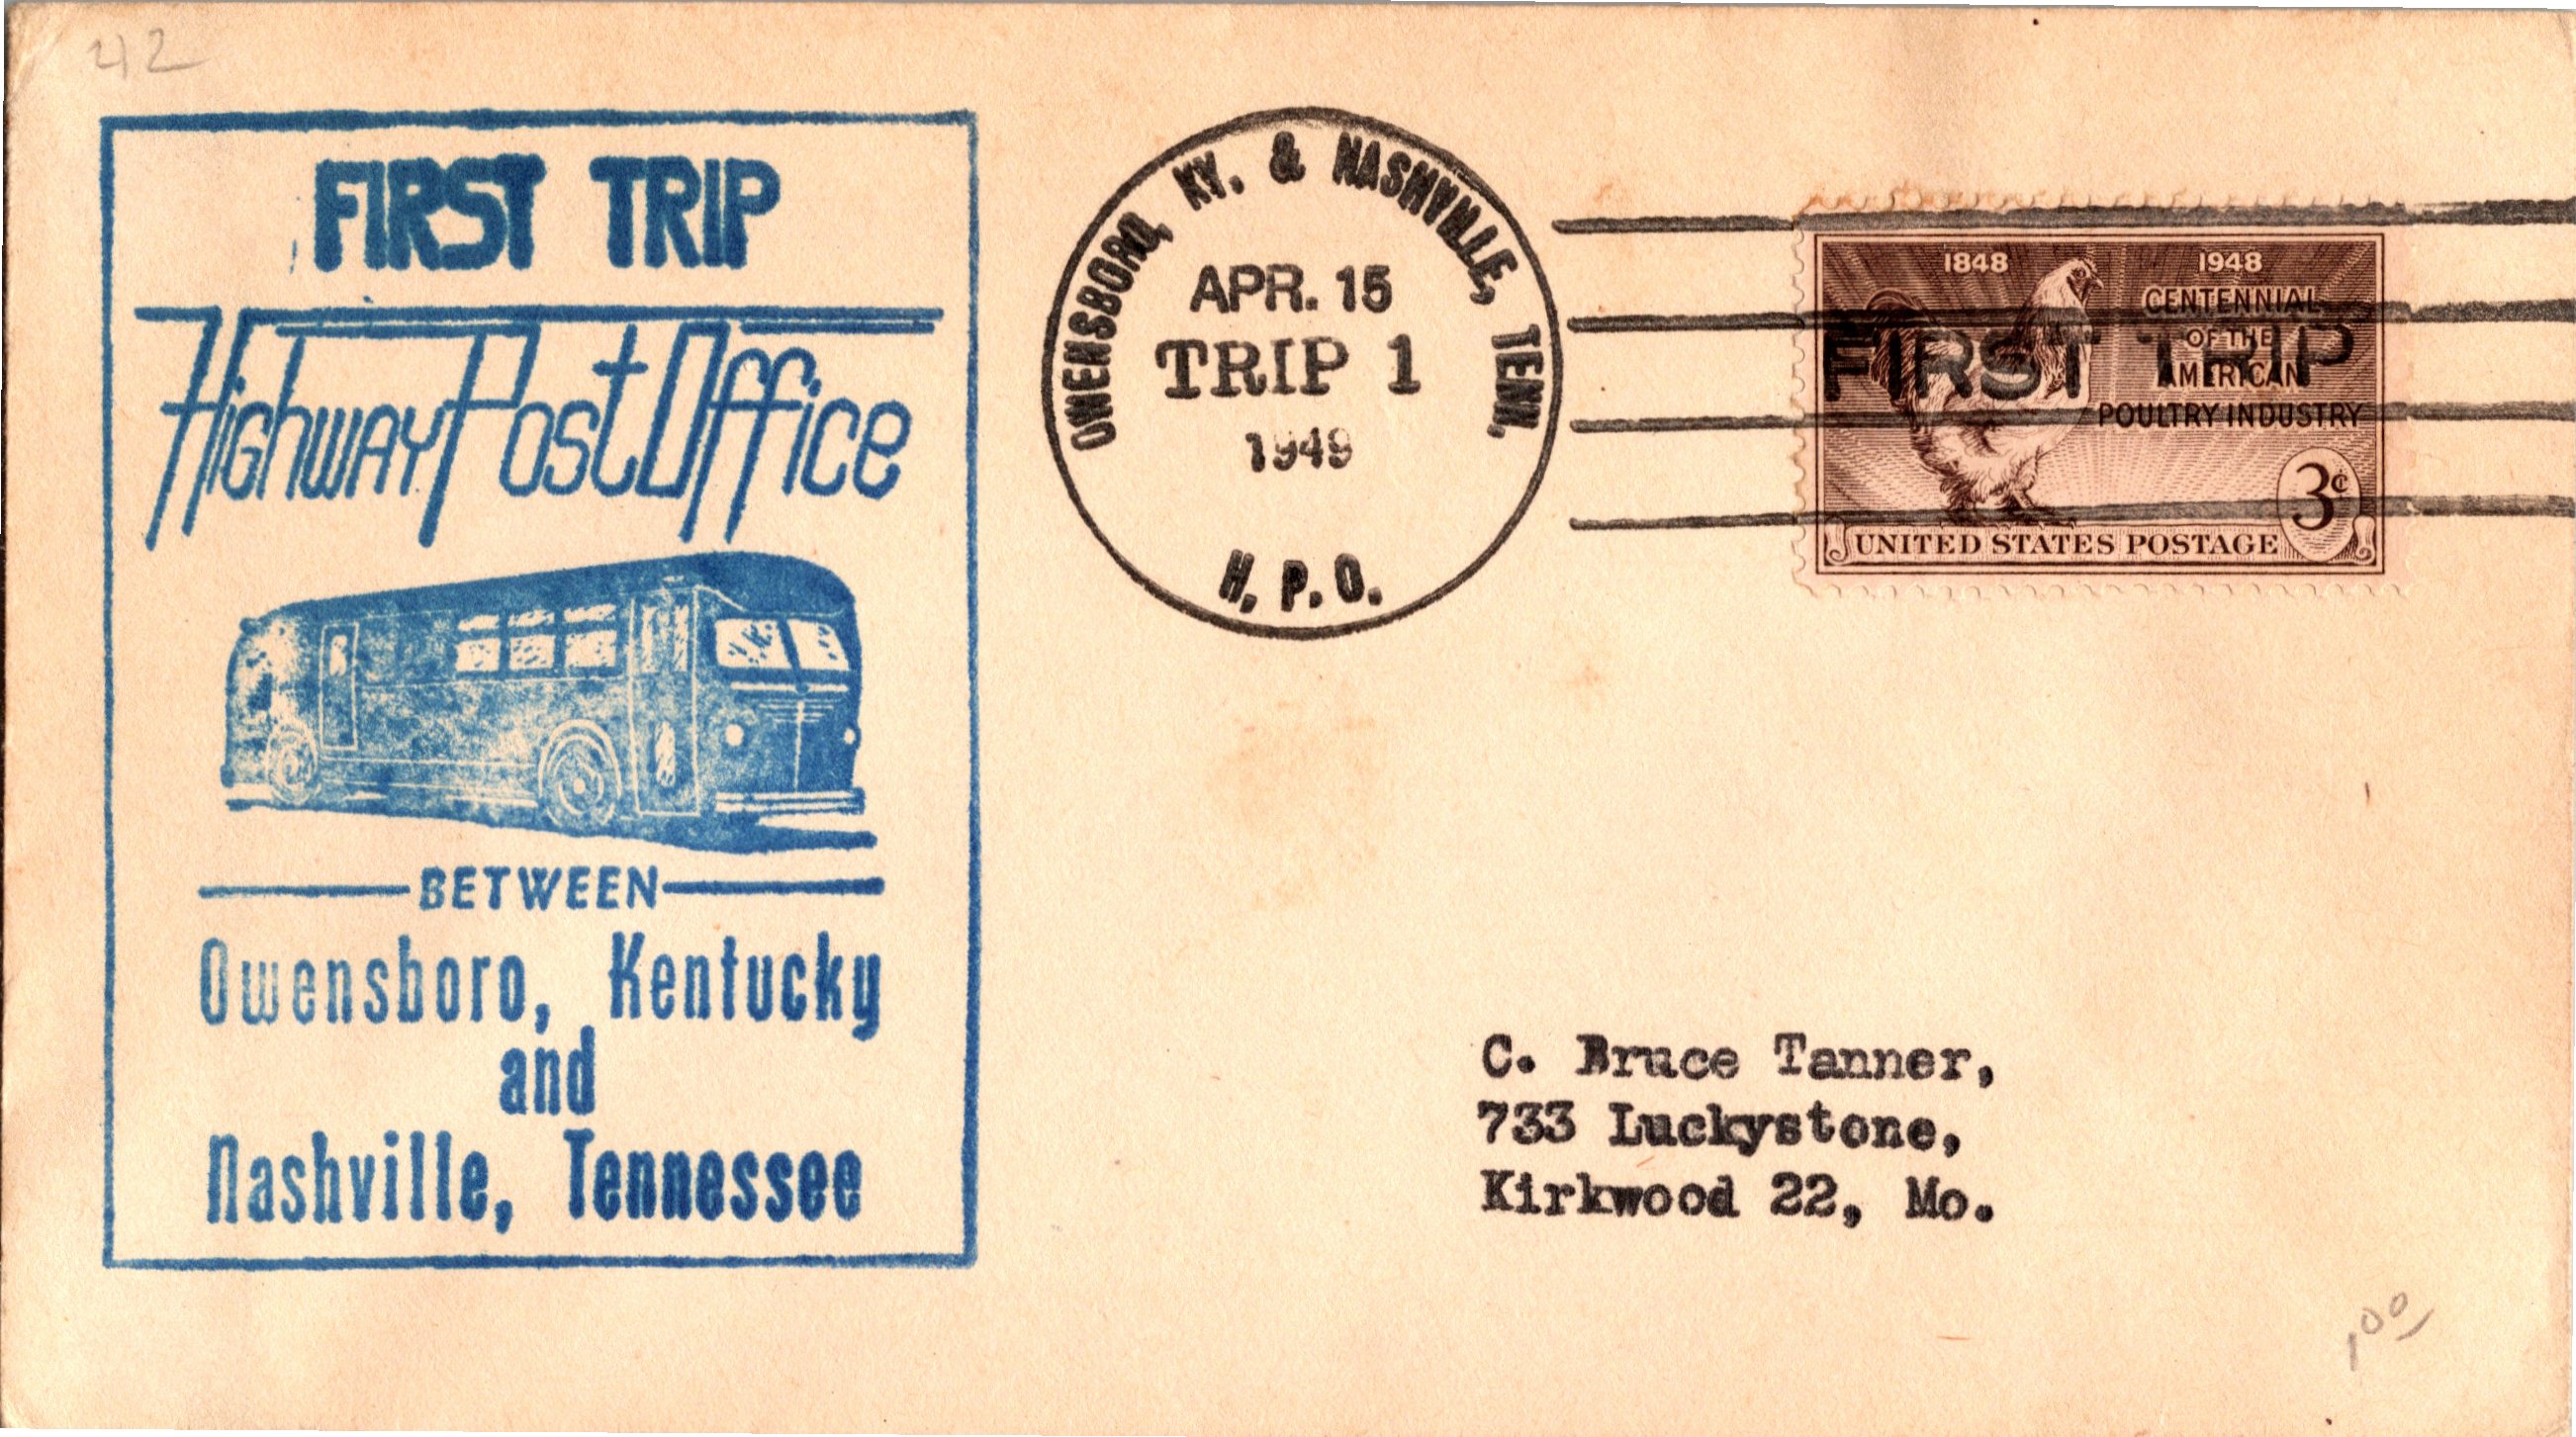 42
FIRST TRIP
Highway Post Office
BETWEEN
Owensboro, Kentucky
and
Nashville, Tennessee
OWENSBORO, KY. & NASHVILLE, TENN.
APR. 15
TRIP 1
1949
H. P. O.
1848 1948
CENTENNIAL
OF THE
AMERICAN
POULTRY INDUSTRY
3¢
UNITED STATES POSTAGE
FIRST TRIP
C. Bruce Tanner,
733 Luckystone,
Kirkwood 22, Mo.
1.00